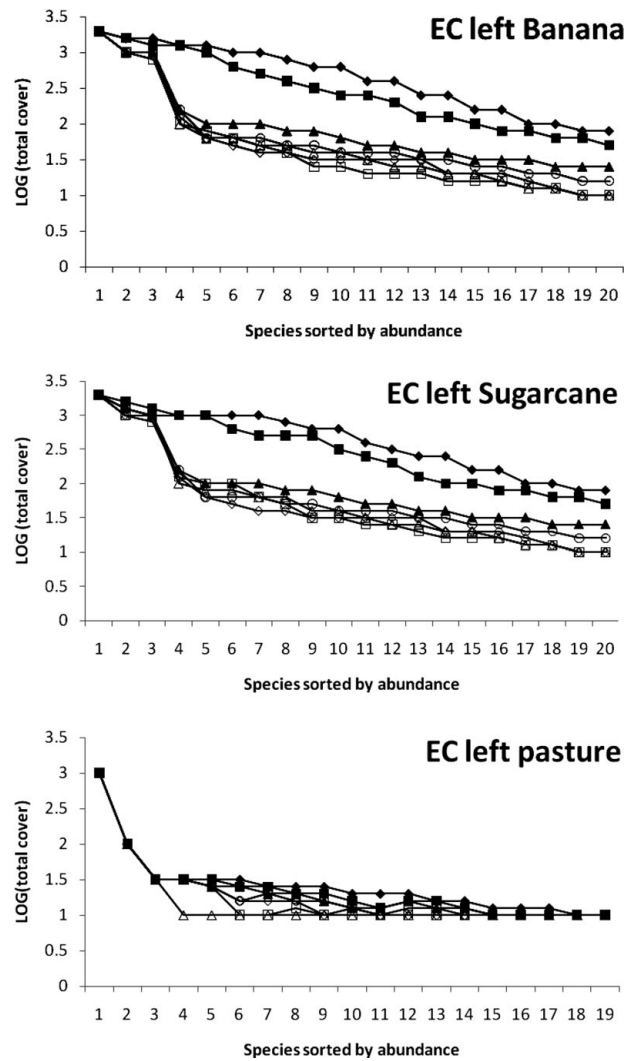 EC left Banana
LOG (total cover)
3.5
3
2.5
2
1.5
1
0.5
0
1 2 3 4 5 6 7 8 9 10 11 12 13 14 15 16 17 18 19 20
Species sorted by abundance
EC left Sugarcane
LOG (total cover)
3.5
3
2.5
2
1.5
1
0.5
0
1 2 3 4 5 6 7 8 9 10 11 12 13 14 15 16 17 18 19 20
Species sorted by abundance
EC left pasture
LOG(total cover)
3.5
3
2.5
2
1.5
1
0.5
0
1 2 3 4 5 6 7 8 9 10 11 12 13 14 15 16 17 18 19
Species sorted by abundance